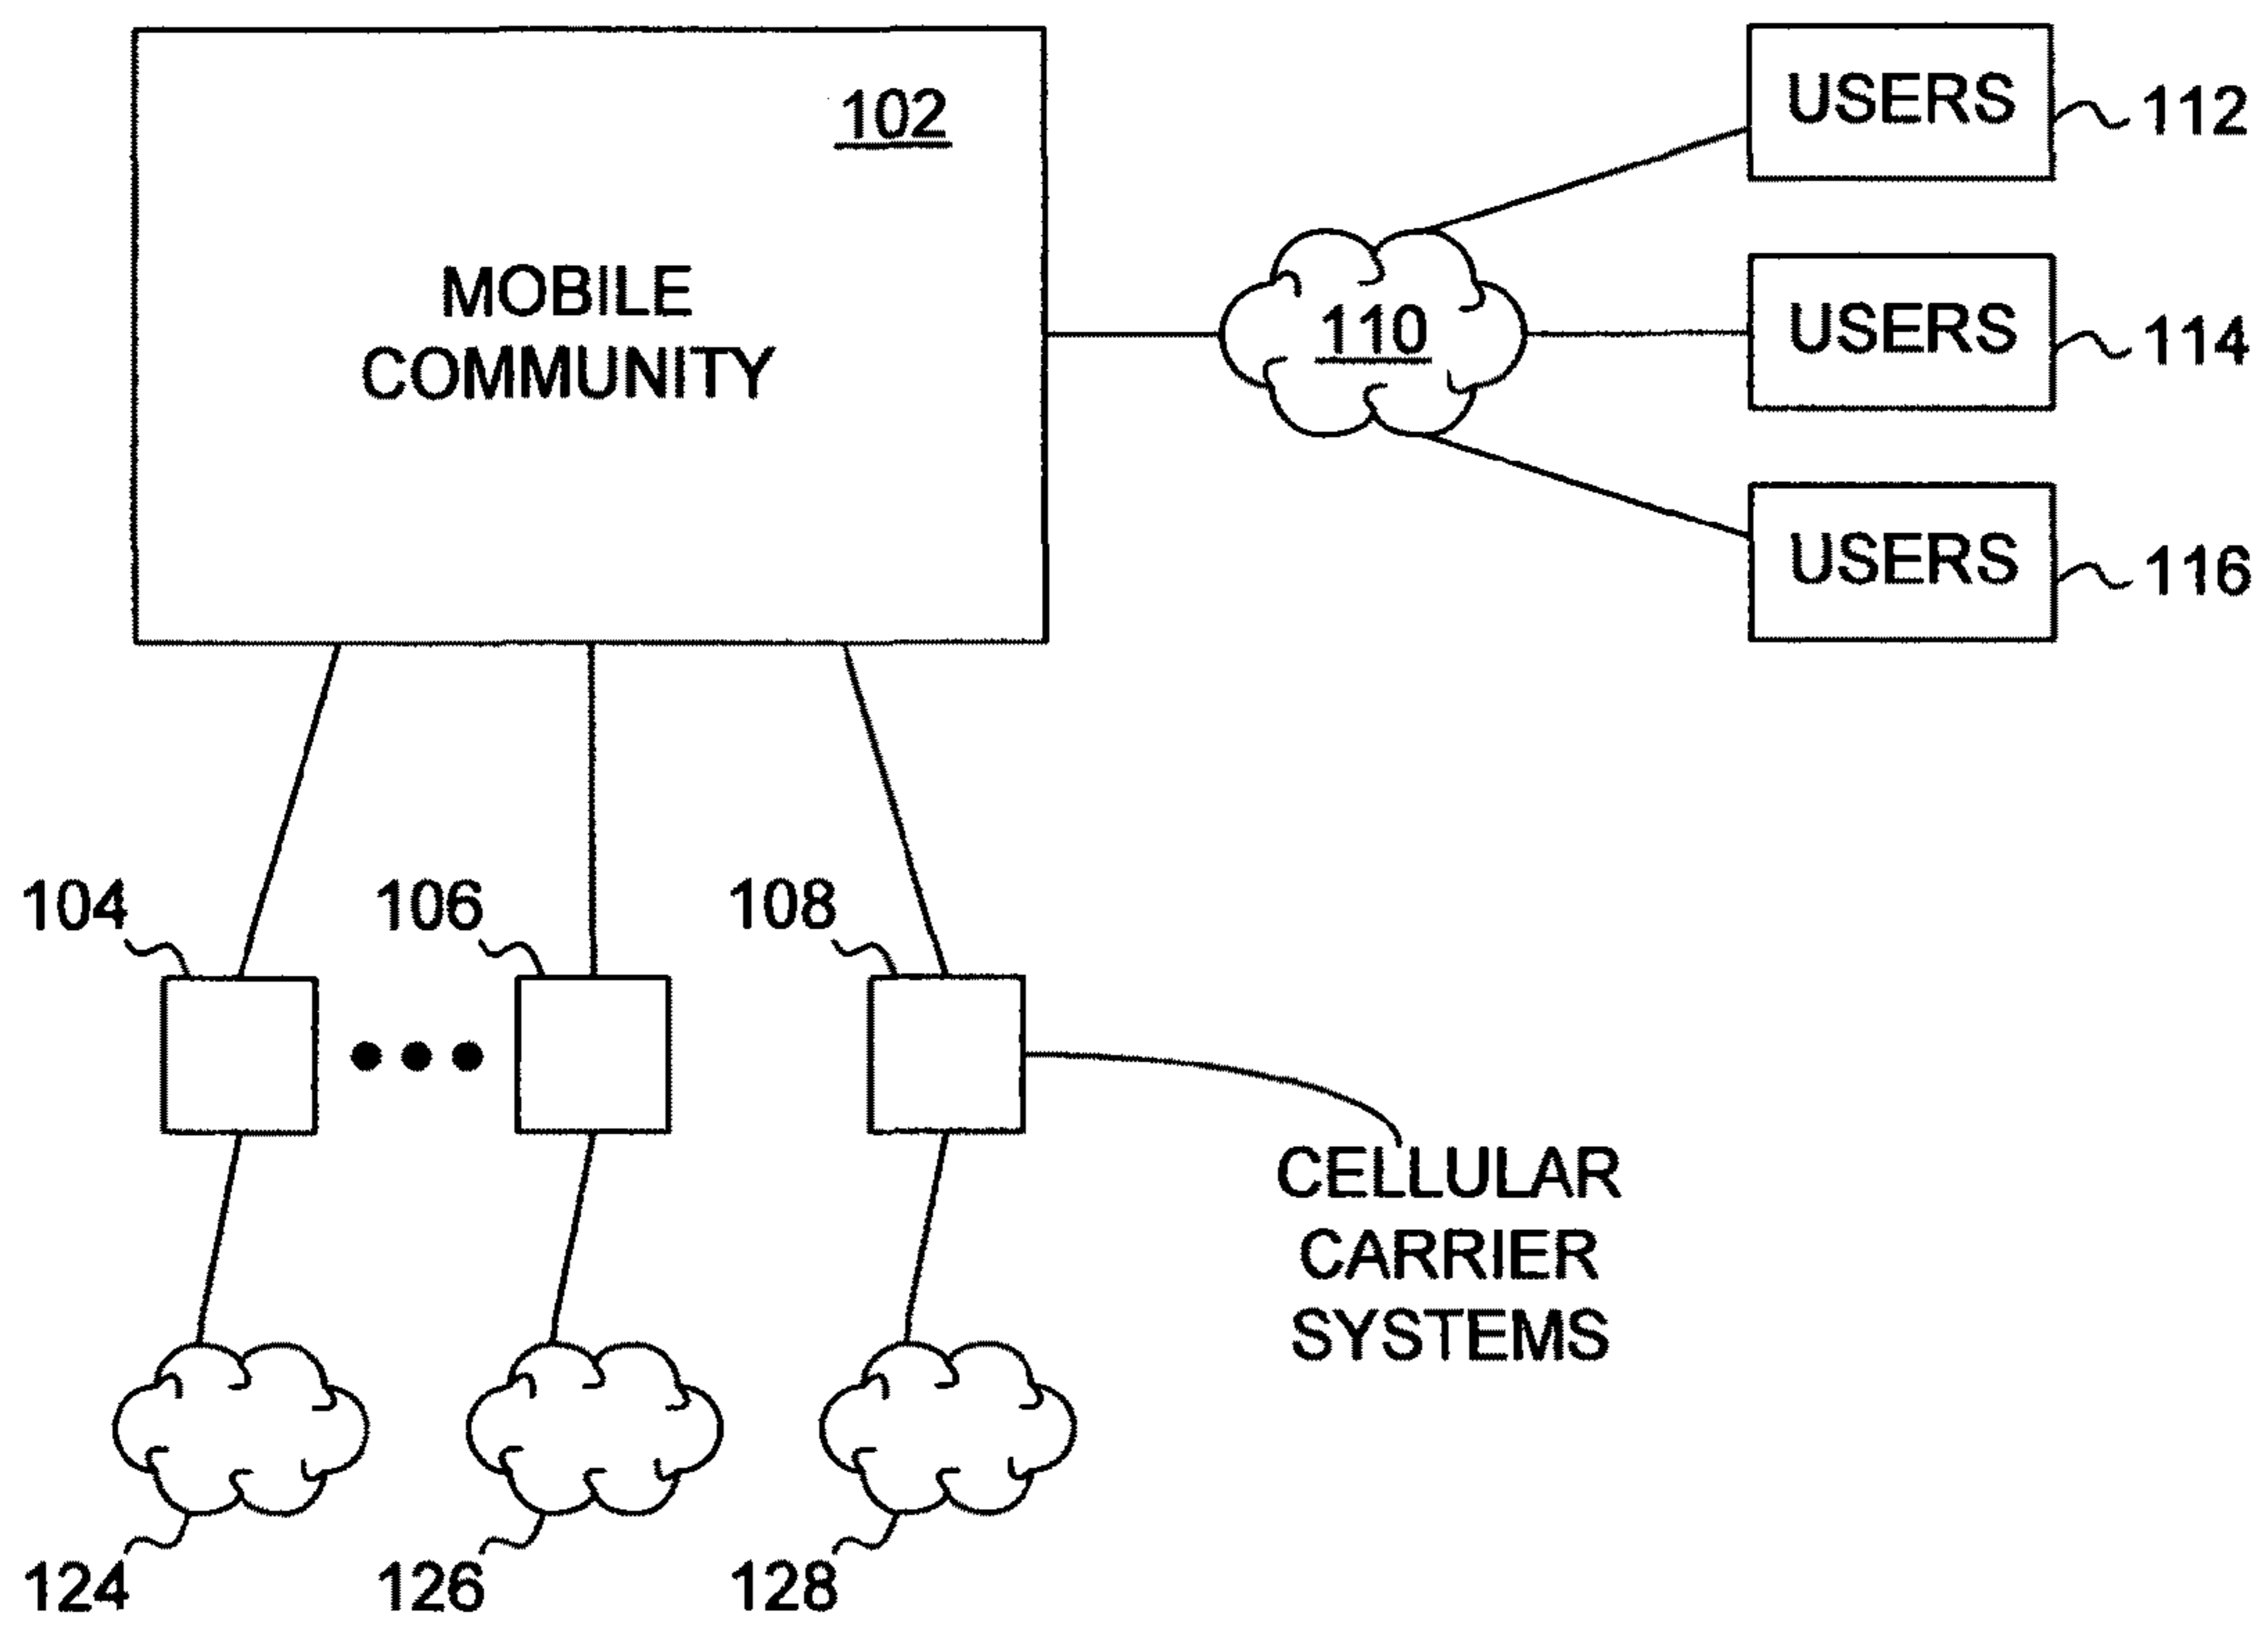 102
MOBILE
COMMUNITY
110
USERS
112
USERS
114
USERS
116
104
106
108
CELLULAR
CARRIER
SYSTEMS
124
126
128